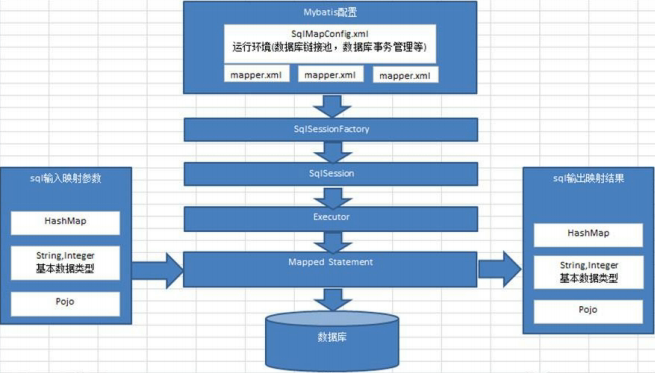 Mybatis配置
SqlMapConfig.xml
运行环境(数据库链接池，数据库事务管理等)
mapper.xml
mapper.xml
mapper.xml
SqlSessionFactory
SqlSession
Executor
Mapped Statement
数据库
sql输入映射参数
HashMap
String,Integer
基本数据类型
Pojo
sql输出映射结果
HashMap
String,Integer
基本数据类型
Pojo